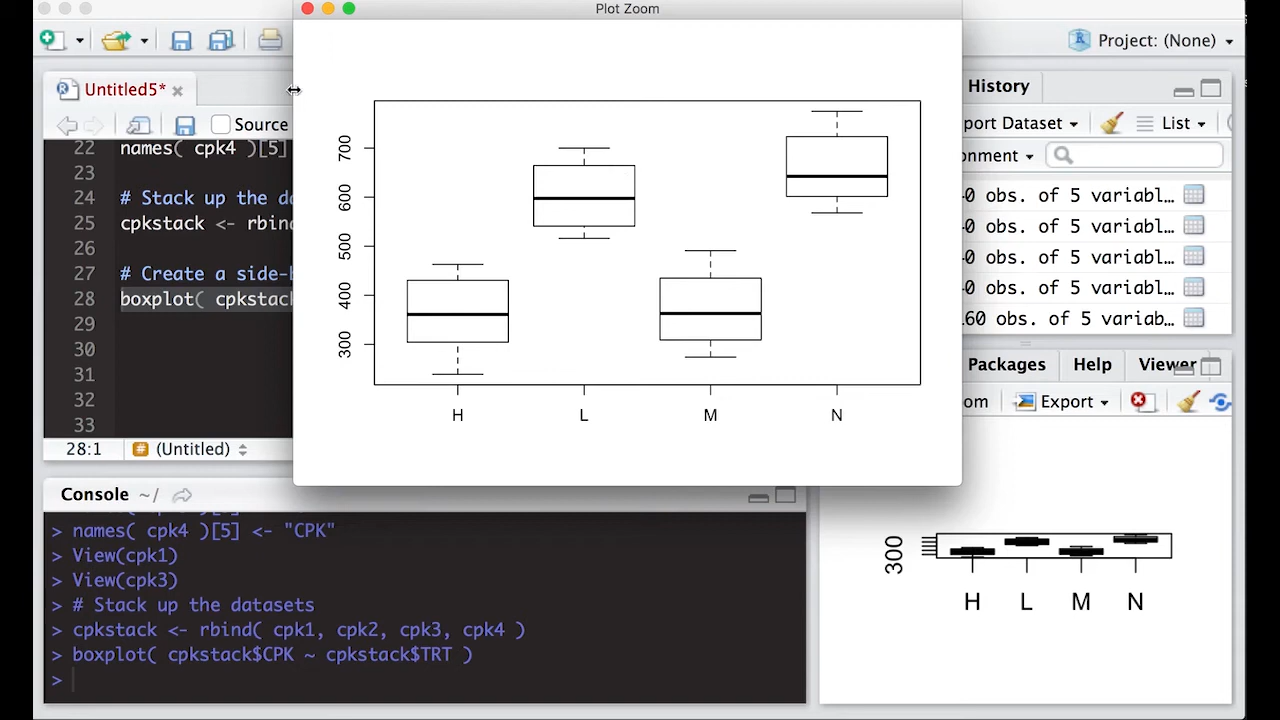 Plot Zoom
Project: (None)
Untitled5*
Source
22 names( cpk4 )[5]
23
24 # Stack up the da
25 cpkstack <- rbin
26
27 # Create a side-
28 boxplot( cpkstac
29
30
31
32
33
28:1 (Untitled)
Console ~/
> names( cpk4 )[5] <- "CPK"
> View(cpk1)
> View(cpk3)
> # Stack up the datasets
> cpkstack <- rbind( cpk1, cpk2, cpk3, cpk4 )
> boxplot( cpkstack$CPK ~ cpkstack$TRT )
>
700
600
500
400
300
H L M N
History
port Dataset List
onment
0 obs. of 5 variabl…
0 obs. of 5 variabl…
0 obs. of 5 variabl…
0 obs. of 5 variabl…
60 obs. of 5 variab…
Packages Help Viewer
om Export
300
H L M N